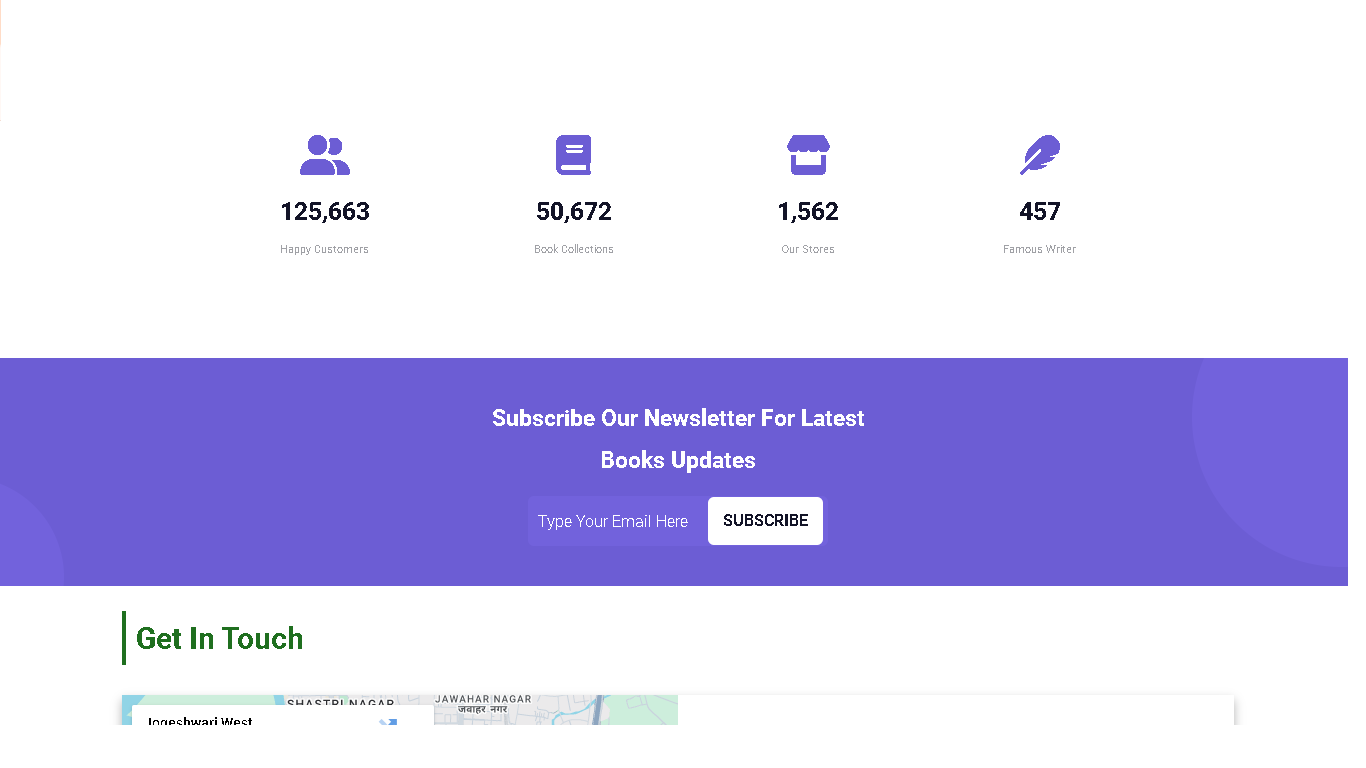 125,663
50,672
1,562
457
Happy Customers
Book Collections
Our Stores
Famous Writer
Subscribe Our Newsletter For Latest
Books Updates
Type Your Email Here
SUBSCRIBE
Get In Touch
SHASTRI NAGAR
JAWAHAR NAGAR
जवाहर नगर
Jogeshwari West